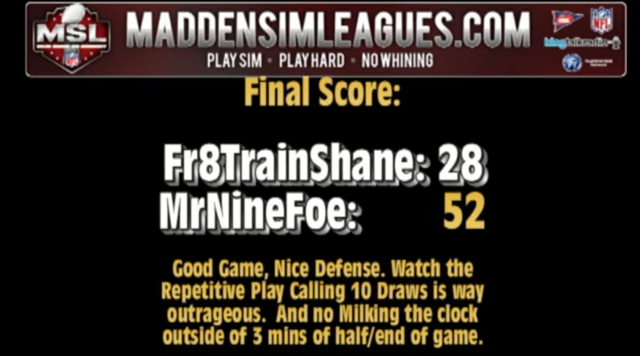 MSL
MADDENSIMLEAGUES.COM
PLAY SIM • PLAY HARD • NO WHINING
NFL
Final Score:
Fr8TrainShane: 28
MrNineFoe: 52
Good Game, Nice Defense. Watch the
Repetitive Play Calling 10 Draws is way
outrageous. And no Milking the clock
outside of 3 mins of half/end of game.